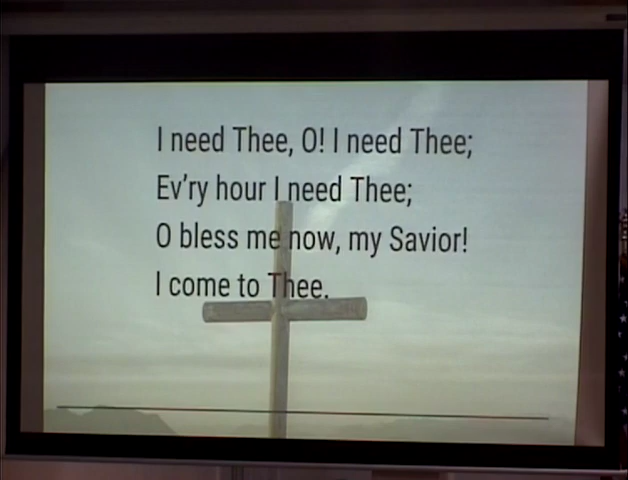 I need Thee, O! I need Thee;
Ev'ry hour I need Thee;
O bless me now, my Savior!
I come to Thee.